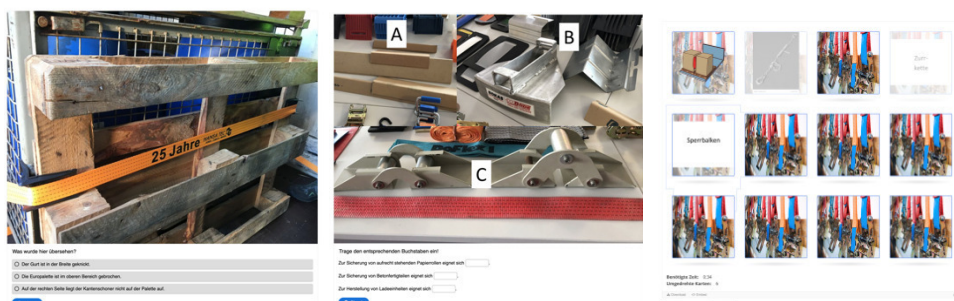 25 Jahre
Was wurde hier übersehen?
Der Gurt ist in der Breite geknickt.
Die Europalette ist im oberen Bereich gebrochen.
Auf der rechten Seite liegt der Kantenschoner nicht auf der Palette auf.
A
B
C
Trage den entsprechenden Buchstaben ein!
Zur Sicherung von aufrecht stehenden Papierrollen eignet sich
Zur Sicherung von Betonfertigteilen eignet sich
Zur Herstellung von Ladeeinheiten eignet sich
Zurr-
kette
Sperrbalken
Benötigte Zeit: 0:34
Umgedrehte Karten: 6